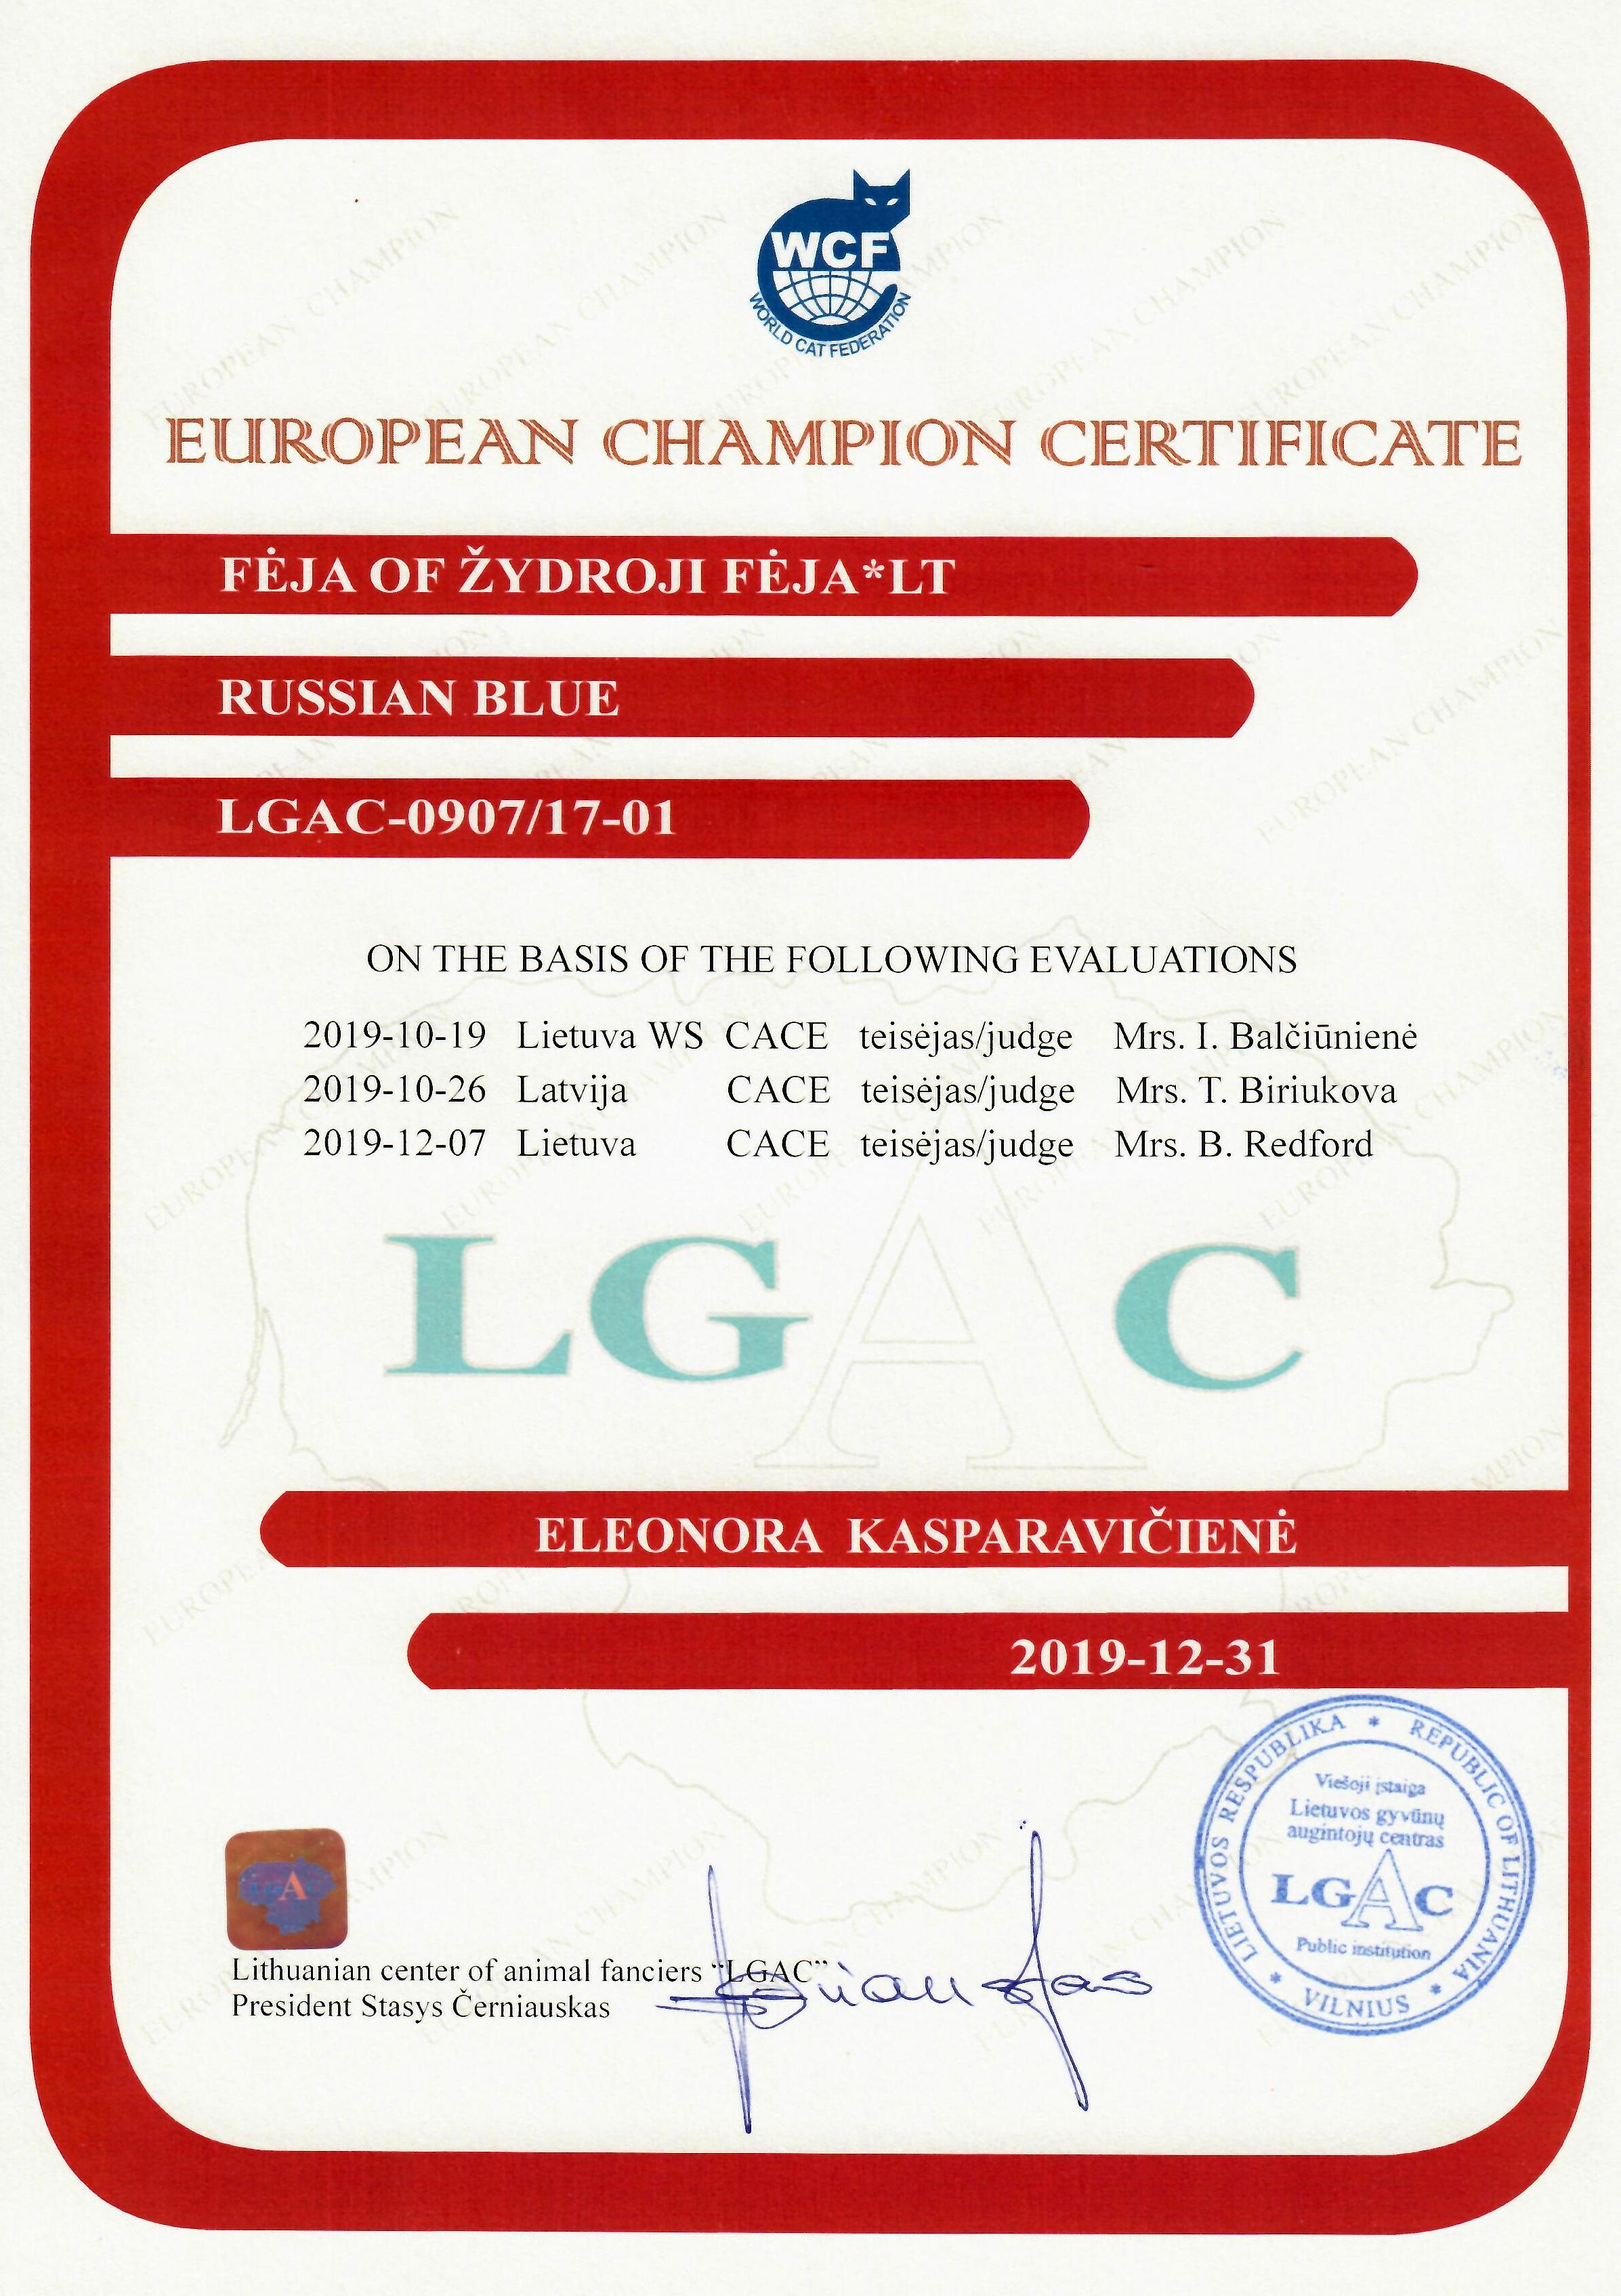 WCF
WORLD CAT FEDERATION
EUROPEAN CHAMPION CERTIFICATE
FĖJA OF ŽYDROJI FĖJA*LT
RUSSIAN BLUE
LGAC-0907/17-01
ON THE BASIS OF THE FOLLOWING EVALUATIONS
2019-10-19 Lietuva WS CACE teisėjas/judge Mrs. I. Balčiūnienė
2019-10-26 Latvija CACE teisėjas/judge Mrs. T. Biriukova
2019-12-07 Lietuva CACE teisėjas/judge Mrs. B. Redford
LGAC
ELEONORA KASPARAVIČIENĖ
2019-12-31
LIETUVOS RESPUBLIKA * REPUBLIC OF LITHUANIA * VILNIUS *
Viešoji įstaiga
Lietuvos gyvūnų
augintojų centras
LGAC
Public institution
Lithuanian center of animal fanciers “LGAC”
President Stasys Černiauskas